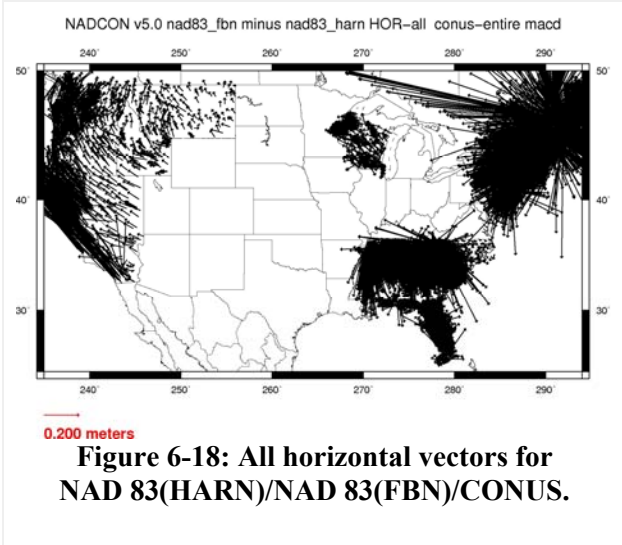 NADCON v5.0 nad83_fbn minus nad83_harn HOR-all conus-entire macd
240° 250° 260° 270° 280° 290°
50° 50°
40° 40°
30° 30°
240° 250° 260° 270° 280° 290°
0.200 meters
Figure 6-18: All horizontal vectors for
NAD 83(HARN)/NAD 83(FBN)/CONUS.